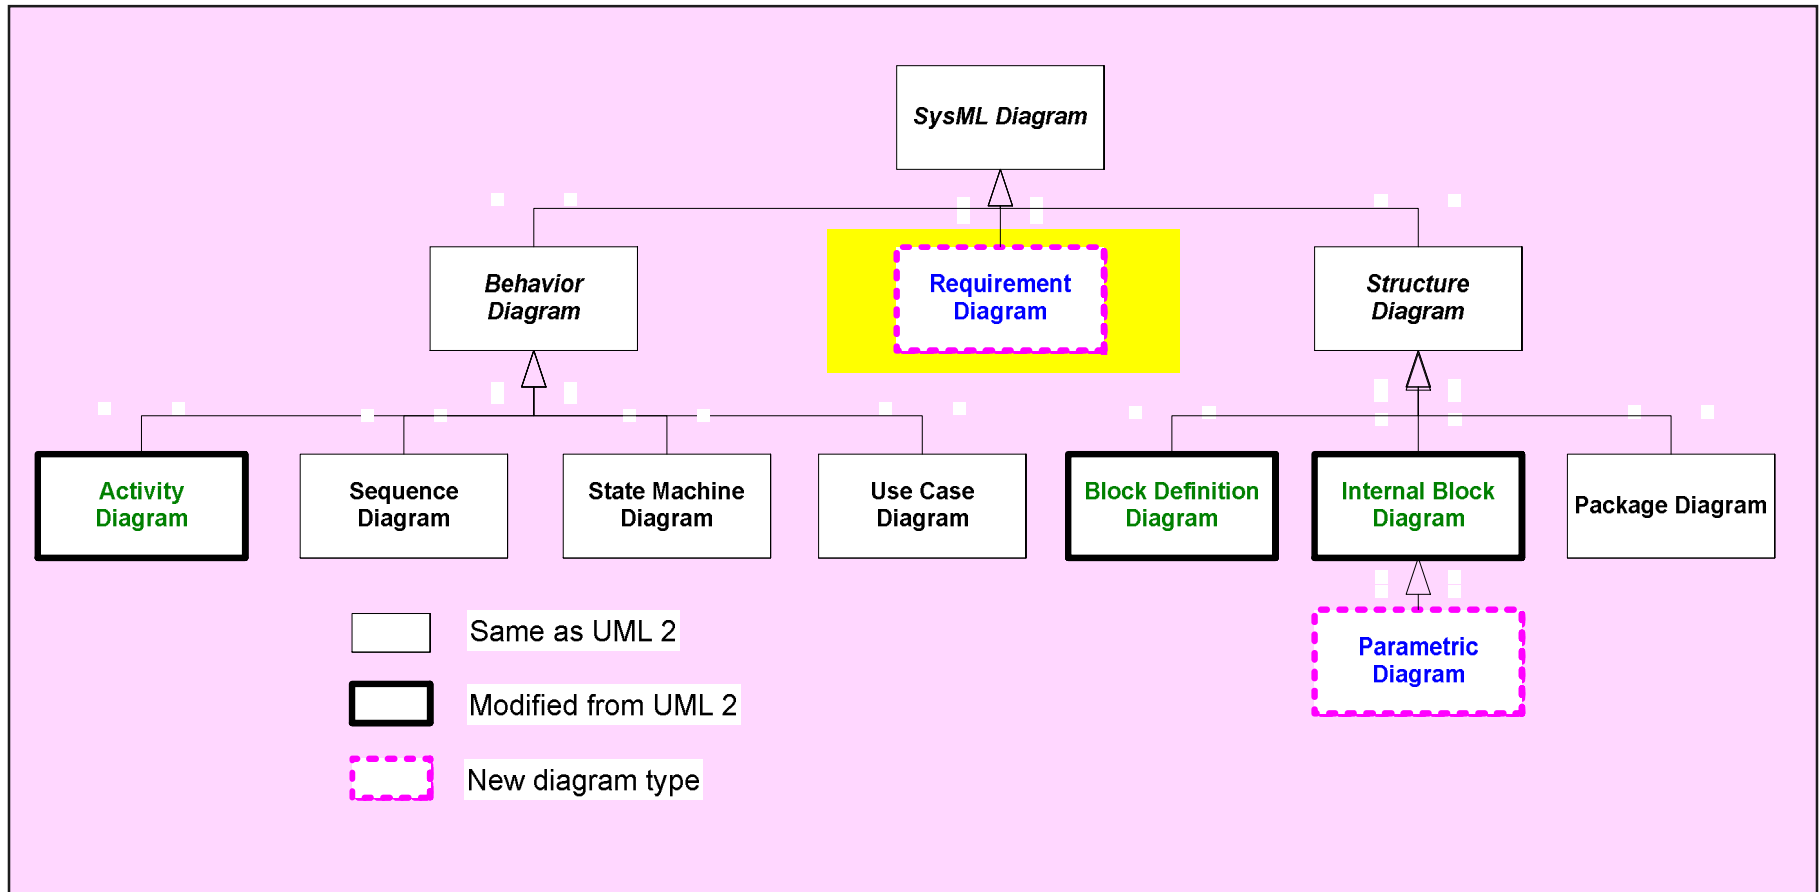 SysML Diagram
Behavior
Diagram
Requirement
Diagram
Structure
Diagram
Activity
Diagram
Sequence
Diagram
State Machine
Diagram
Use Case
Diagram
Block Definition
Diagram
Internal Block
Diagram
Package Diagram
Parametric
Diagram
Same as UML 2
Modified from UML 2
New diagram type